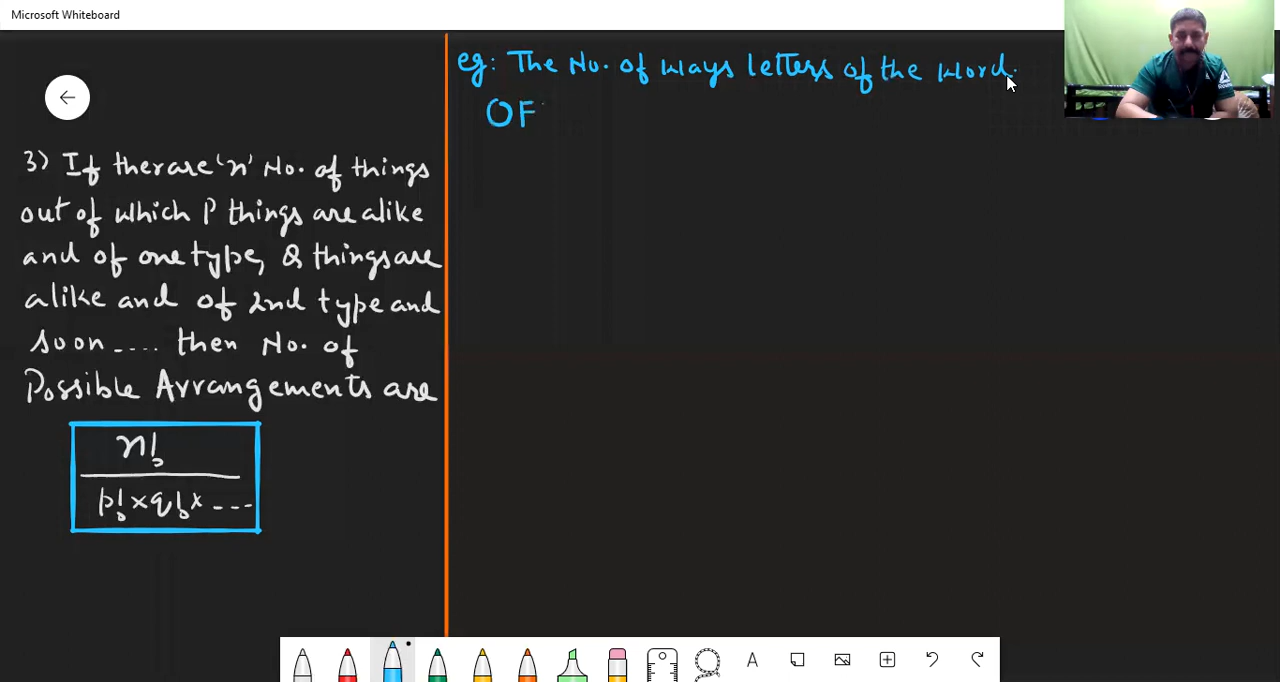 Microsoft Whiteboard
eg: The No. of ways letters of the word
OF
3) If there are 'n' No. of things
out of which P things are alike
and of one type, Q things are
alike and of 2nd type and
soon .... then No. of
Possible Arrangements are
n!
p! × q! × ---
A